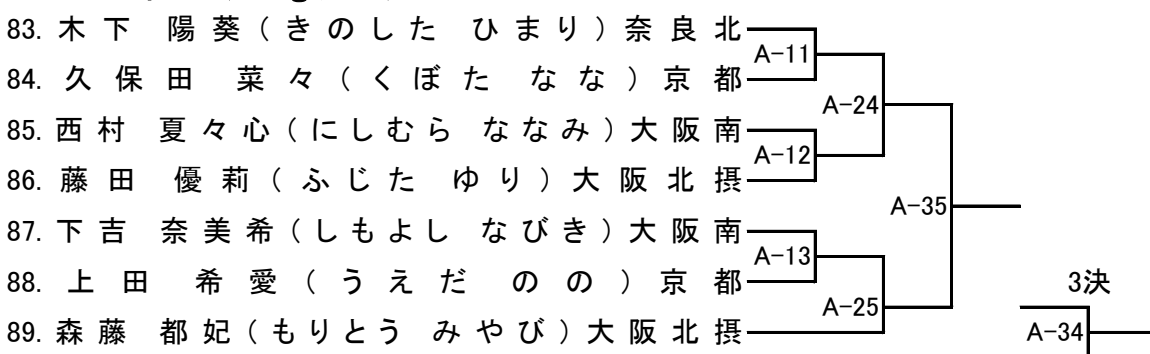 83. 木下 陽葵(きのした ひまり)奈良北
A-11
84. 久保田 菜々(くぼた なな)京都
A-24
85. 西村 夏々心(にしむら ななみ)大阪南
A-12
86. 藤田 優莉(ふじた ゆり)大阪北摂
A-35
87. 下吉 奈美希(しもよし なびき)大阪南
A-13
88. 上田 希愛(うえだ のの)京都
3決
A-25
89. 森藤 都妃(もりとう みやび)大阪北摂
A-34